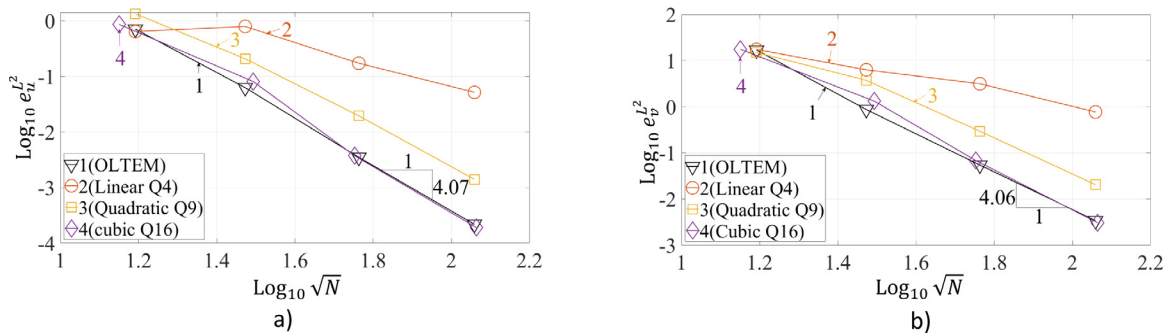 Log₁₀ e_u^{L²}
0
-1
-2
-3
-4
1
1.2
1.4
1.6
1.8
2
2.2
Log₁₀ √N
4
1
3
2
1
4.07
1(OLTEM)
2(Linear Q4)
3(Quadratic Q9)
4(cubic Q16)
a)
Log₁₀ e_v^{L²}
2
1
0
-1
-2
-3
1
1.2
1.4
1.6
1.8
2
2.2
Log₁₀ √N
4
1
2
3
4.06
1
1(OLTEM)
2(Linear Q4)
3(Quadratic Q9)
4(Cubic Q16)
b)